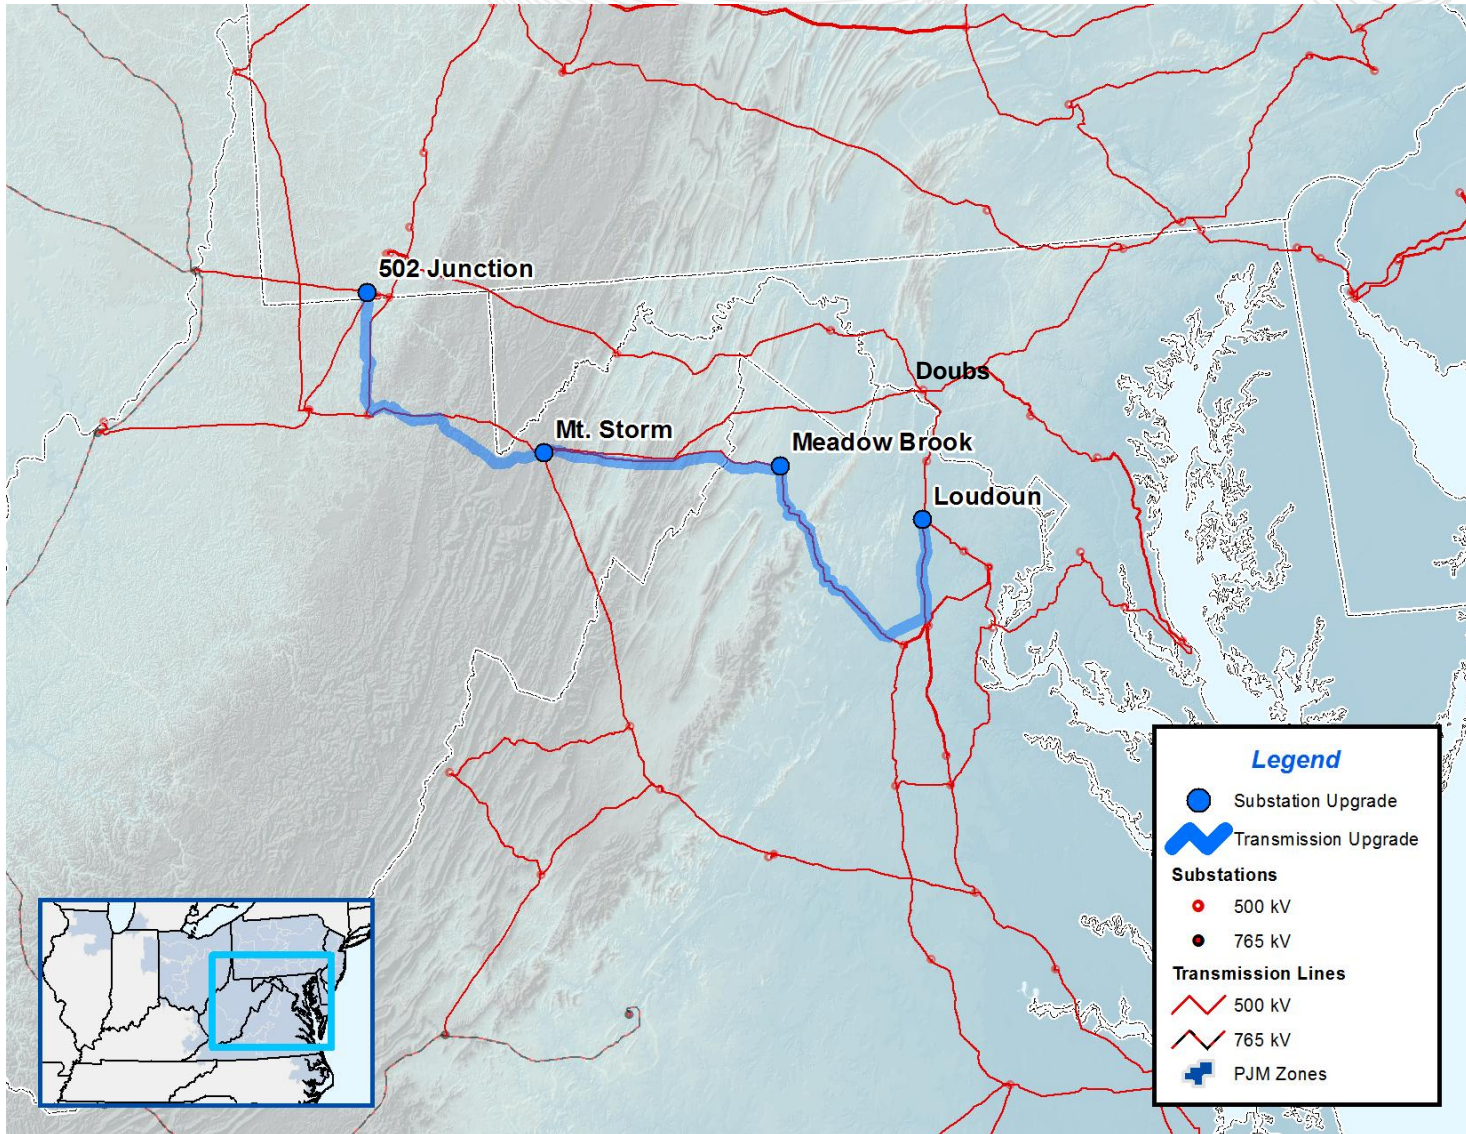 502 Junction
Doubs
Mt. Storm
Meadow Brook
Loudoun
Legend
Substation Upgrade
Transmission Upgrade
Substations
500 kV
765 kV
Transmission Lines
500 kV
765 kV
PJM Zones